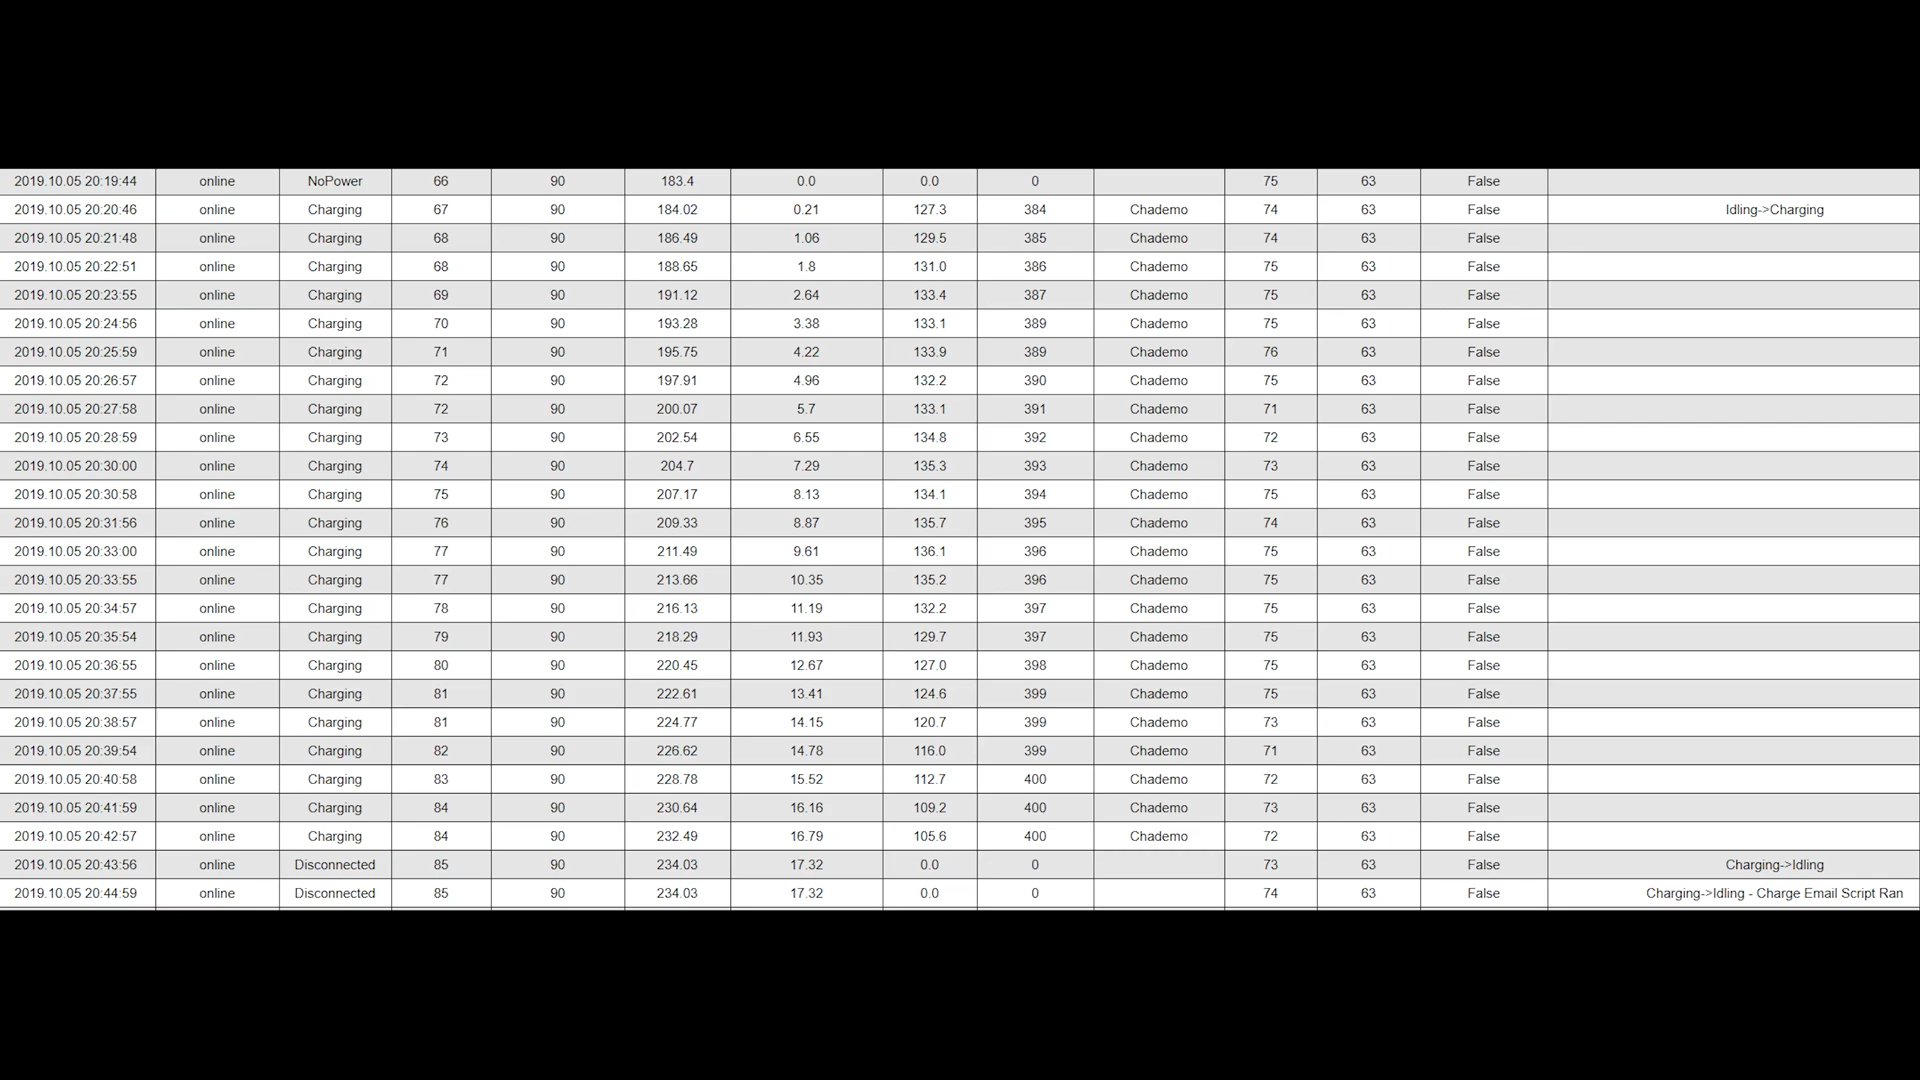 2019.10.05 20:19:44 online NoPower 66 90 183.4 0.0 0.0 0 75 63 False
2019.10.05 20:20:46 online Charging 67 90 184.02 0.21 127.3 384 Chademo 74 63 False Idling->Charging
2019.10.05 20:21:48 online Charging 68 90 186.49 1.06 129.5 385 Chademo 74 63 False
2019.10.05 20:22:51 online Charging 68 90 188.65 1.8 131.0 386 Chademo 75 63 False
2019.10.05 20:23:55 online Charging 69 90 191.12 2.64 133.4 387 Chademo 75 63 False
2019.10.05 20:24:56 online Charging 70 90 193.28 3.38 133.1 389 Chademo 75 63 False
2019.10.05 20:25:59 online Charging 71 90 195.75 4.22 133.9 389 Chademo 76 63 False
2019.10.05 20:26:57 online Charging 72 90 197.91 4.96 132.2 390 Chademo 75 63 False
2019.10.05 20:27:58 online Charging 72 90 200.07 5.7 133.1 391 Chademo 71 63 False
2019.10.05 20:28:59 online Charging 73 90 202.54 6.55 134.8 392 Chademo 72 63 False
2019.10.05 20:30:00 online Charging 74 90 204.7 7.29 135.3 393 Chademo 73 63 False
2019.10.05 20:30:58 online Charging 75 90 207.17 8.13 134.1 394 Chademo 75 63 False
2019.10.05 20:31:56 online Charging 76 90 209.33 8.87 135.7 395 Chademo 74 63 False
2019.10.05 20:33:00 online Charging 77 90 211.49 9.61 136.1 396 Chademo 75 63 False
2019.10.05 20:33:55 online Charging 77 90 213.66 10.35 135.2 396 Chademo 75 63 False
2019.10.05 20:34:57 online Charging 78 90 216.13 11.19 132.2 397 Chademo 75 63 False
2019.10.05 20:35:54 online Charging 79 90 218.29 11.93 129.7 397 Chademo 75 63 False
2019.10.05 20:36:55 online Charging 80 90 220.45 12.67 127.0 398 Chademo 75 63 False
2019.10.05 20:37:55 online Charging 81 90 222.61 13.41 124.6 399 Chademo 75 63 False
2019.10.05 20:38:57 online Charging 81 90 224.77 14.15 120.7 399 Chademo 73 63 False
2019.10.05 20:39:54 online Charging 82 90 226.62 14.78 116.0 399 Chademo 71 63 False
2019.10.05 20:40:58 online Charging 83 90 228.78 15.52 112.7 400 Chademo 72 63 False
2019.10.05 20:41:59 online Charging 84 90 230.64 16.16 109.2 400 Chademo 73 63 False
2019.10.05 20:42:57 online Charging 84 90 232.49 16.79 105.6 400 Chademo 72 63 False
2019.10.05 20:43:56 online Disconnected 85 90 234.03 17.32 0.0 0 73 63 False Charging->Idling
2019.10.05 20:44:59 online Disconnected 85 90 234.03 17.32 0.0 0 74 63 False Charging->Idling - Charge Email Script Ran